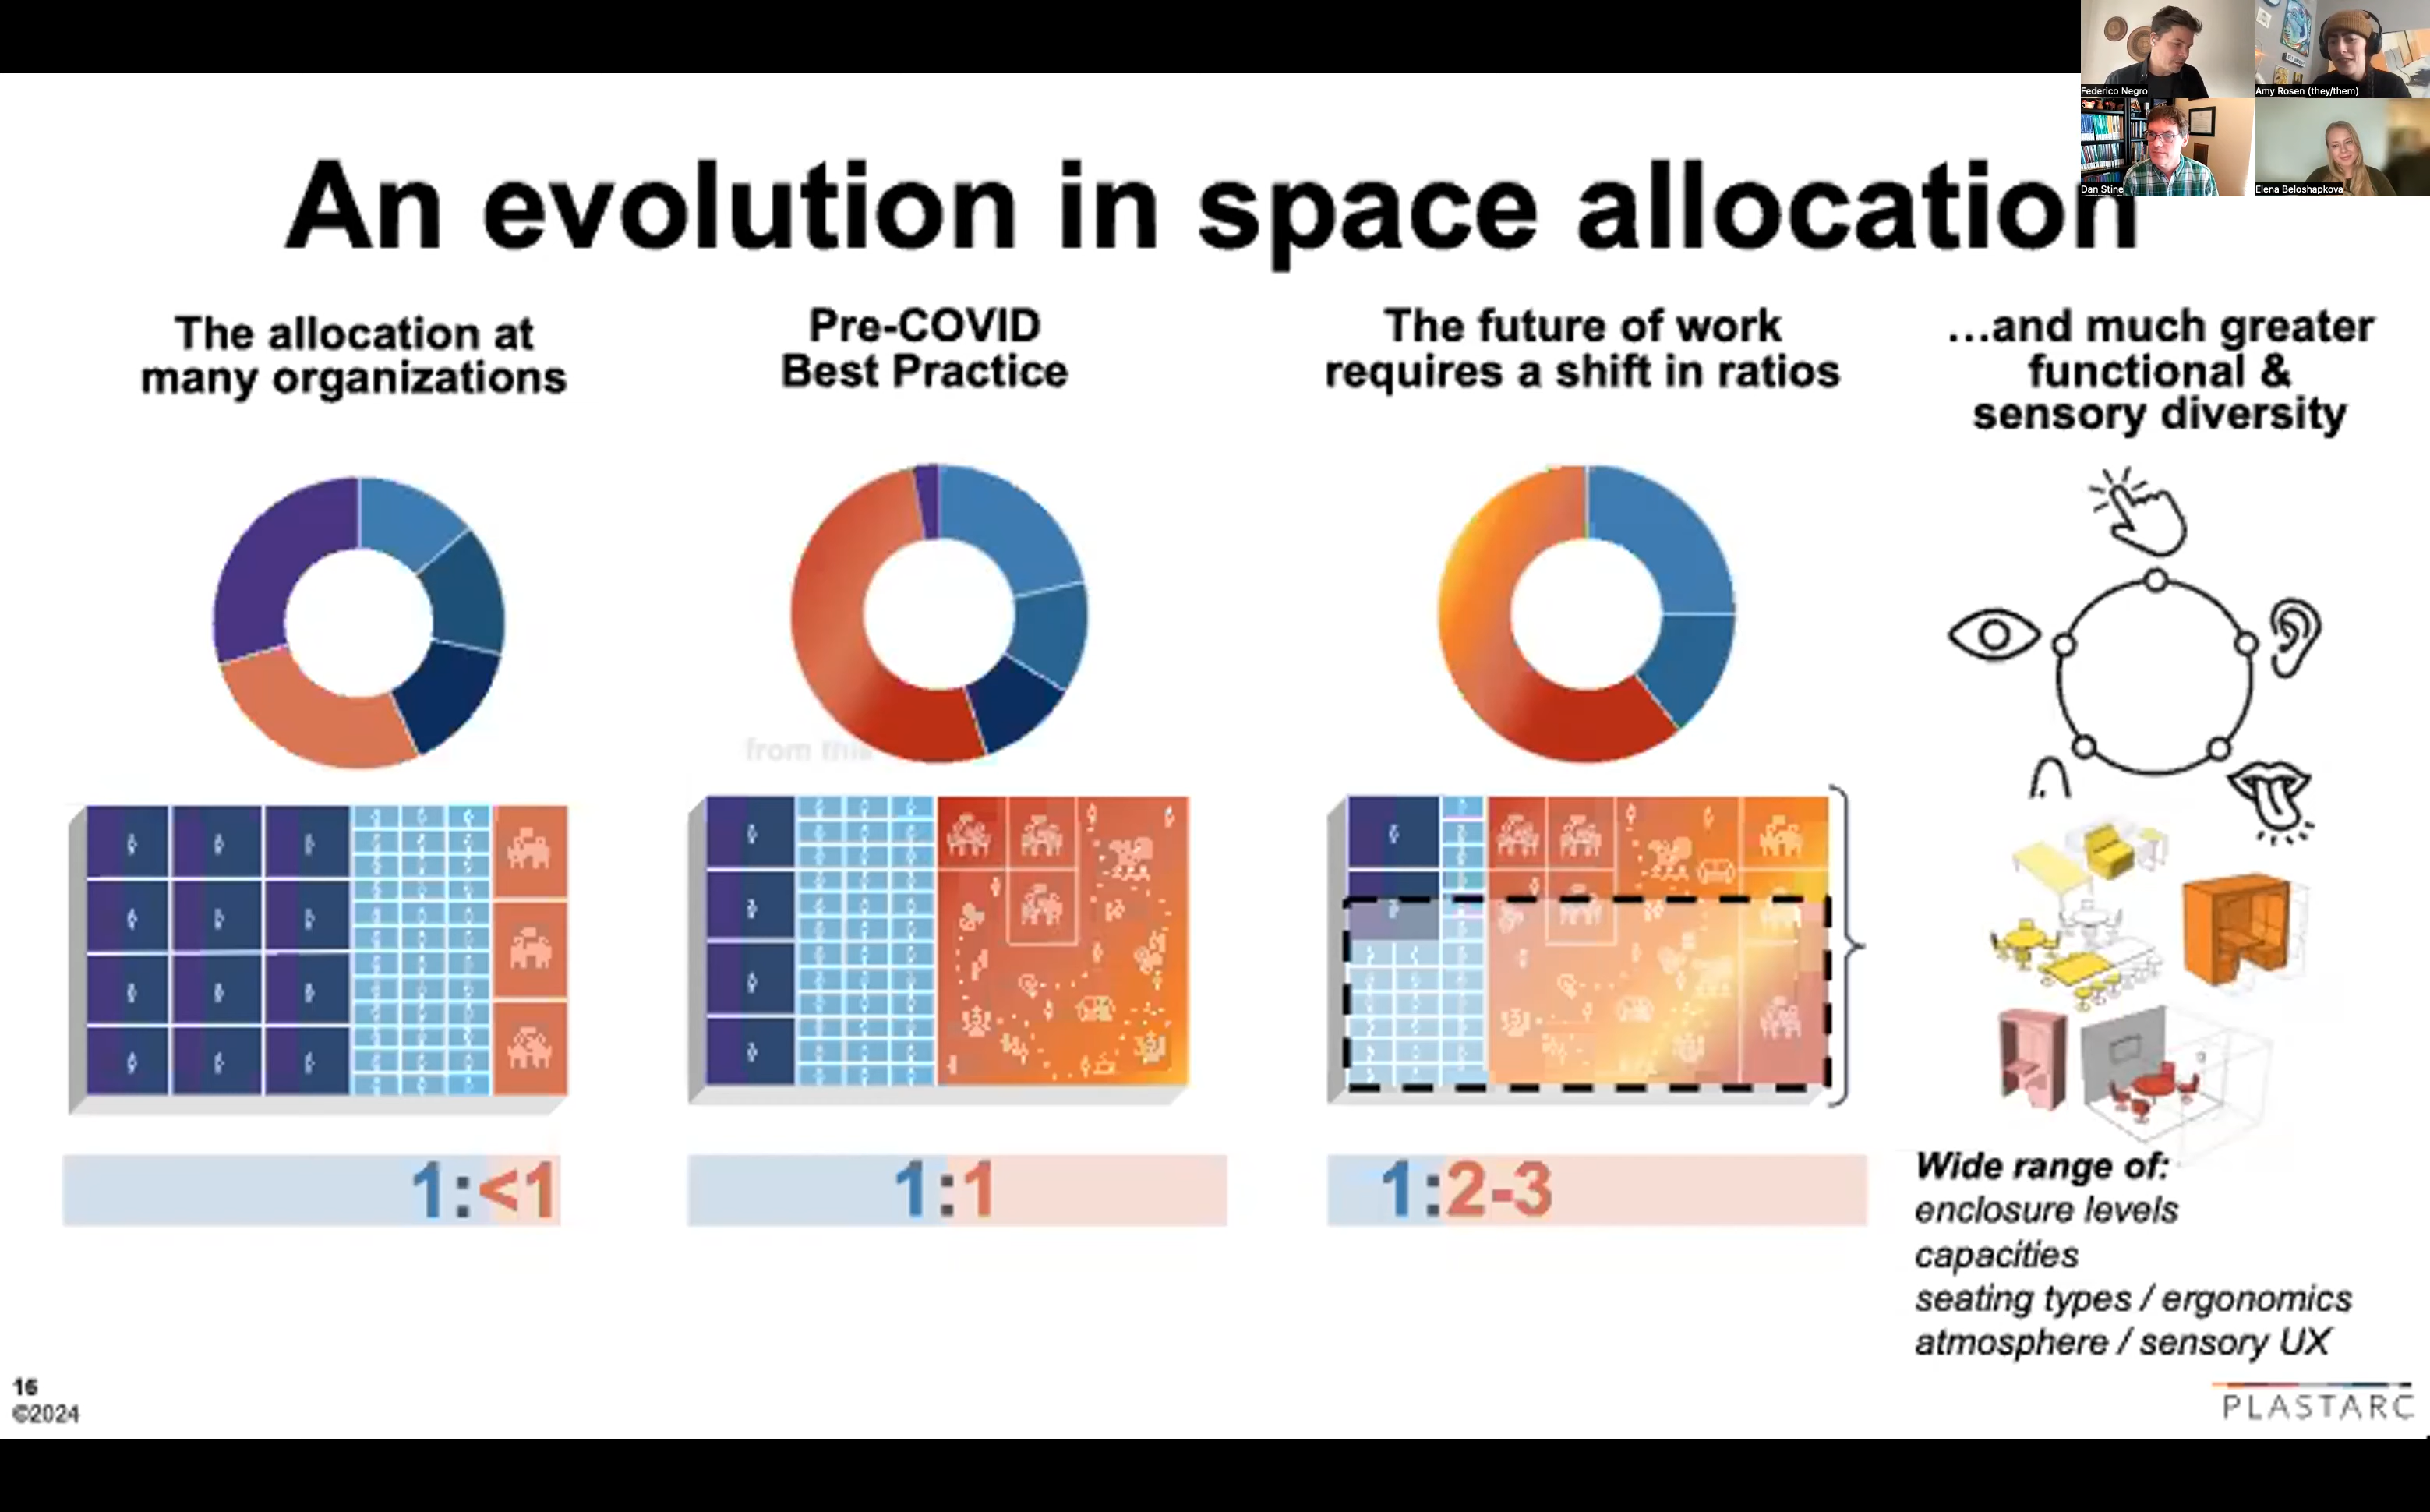 Federico Negro
Amy Rosen (they/them)
Dan Stine
Elena Beloshapkova
An evolution in space allocation
The allocation at
many organizations
Pre-COVID
Best Practice
The future of work
requires a shift in ratios
...and much greater
functional &
sensory diversity
from this
1:<1
1:1
1:2-3
Wide range of:
enclosure levels
capacities
seating types / ergonomics
atmosphere / sensory UX
16
©2024
PLASTARC